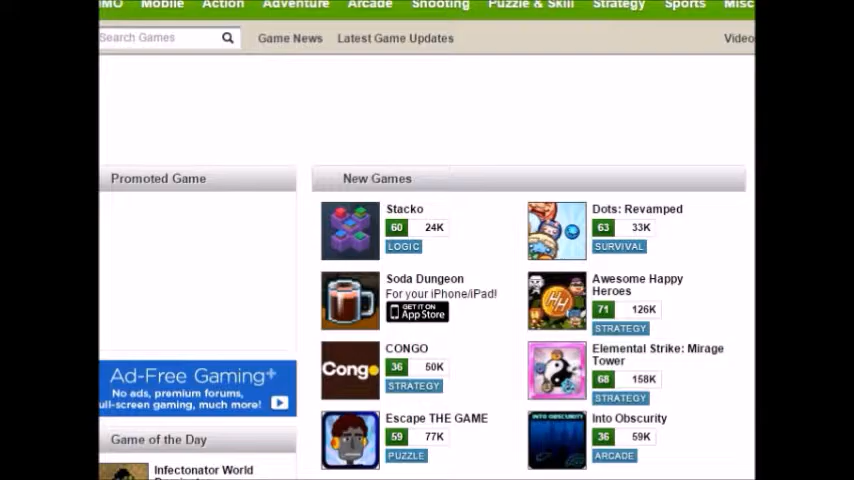 Mobile Action Adventure Arcade Shooting Puzzle & Skill Strategy Sports Misc
Search Games Game News Latest Game Updates Video
Promoted Game
New Games
Stacko
60 24K
LOGIC
Dots: Revamped
63 33K
SURVIVAL
Soda Dungeon
For your iPhone/iPad!
GET IT ON
App Store
Awesome Happy
Heroes
71 126K
STRATEGY
CONGO
36 50K
STRATEGY
Congo
Elemental Strike: Mirage
Tower
68 158K
STRATEGY
Escape THE GAME
59 77K
PUZZLE
INTO OBSCURITY
Into Obscurity
36 59K
ARCADE
Ad-Free Gaming+
No ads, premium forums,
ull-screen gaming, much more!
Game of the Day
Infectonator World